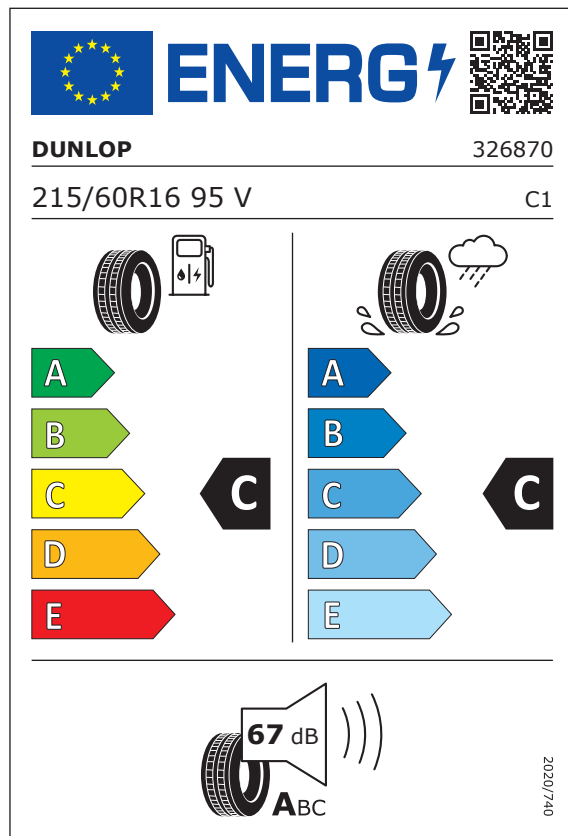 ENERG
DUNLOP 326870
215/60R16 95 V C1
A A
B B
C C C C
D D
E E
67 dB
ABC
2020/740